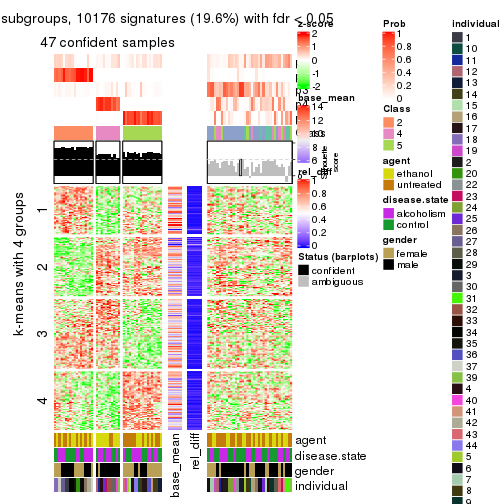 subgroups, 10176 signatures (19.6%) with fdr < 0.05
47 confident samples
k-means with 4 groups
1
2
3
4
base_mean
rel_diff
agent
disease.state
gender
individual
z-score
2
1
0
-1
-2
base_mean
14
12
10
8
6
rel_diff
1
0.8
0.6
0.4
0.2
0
Silhouette
score
Status (barplots)
confident
ambiguous
Prob
1
0.8
0.6
0.4
0.2
0
Class
2
4
5
agent
ethanol
untreated
disease.state
alcoholism
control
gender
female
male
individual
1
10
11
12
13
14
15
16
17
18
19
2
20
22
23
24
25
26
27
28
29
3
30
31
32
33
34
35
36
37
39
4
40
41
42
43
44
5
6
7
8
9